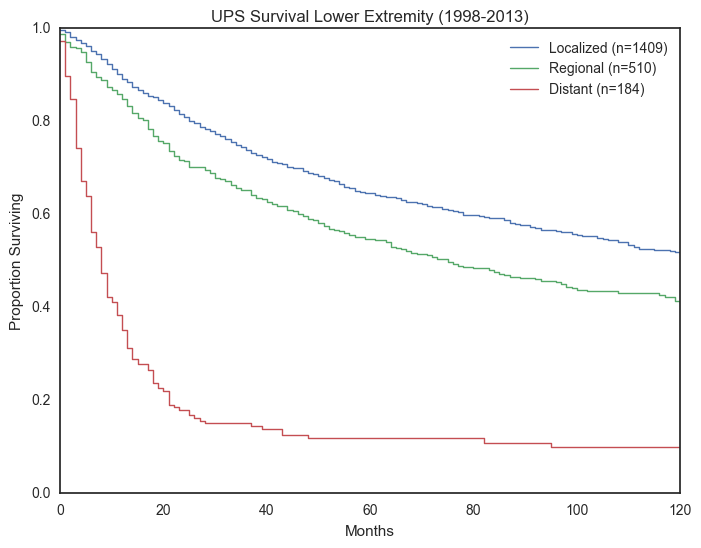 UPS Survival Lower Extremity (1998-2013)
Localized (n=1409)
Regional (n=510)
Distant (n=184)
Proportion Surviving
1.0
0.8
0.6
0.4
0.2
0.0
0 20 40 60 80 100 120
Months